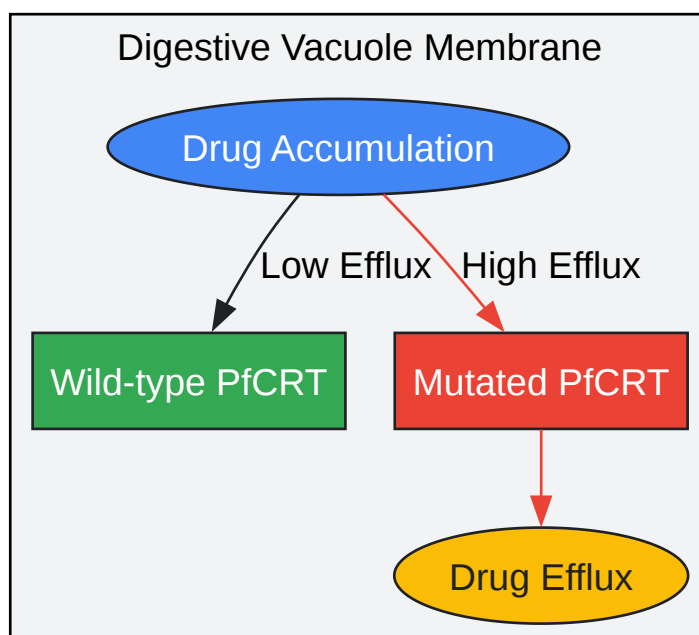 Digestive Vacuole Membrane
Drug Accumulation
Low Efflux
High Efflux
Wild-type PfCRT
Mutated PfCRT
Drug Efflux